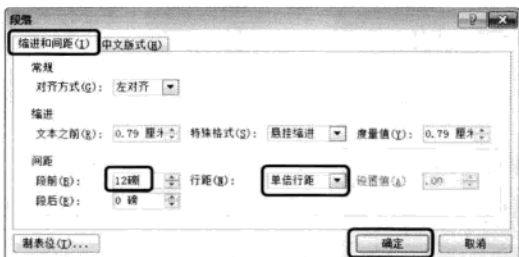 段落
缩进和间距(I) 中文版式(H)
常规
对齐方式(G): 左对齐
缩进
文本之前(R): 0.79 厘米 特殊格式(S): 悬挂缩进 度量值(Y): 0.79 厘米
间距
段前(B): 12磅 行距(N): 单倍行距 设置值(A) .00
段后(E): 0 磅
制表位(T)... 确定 取消